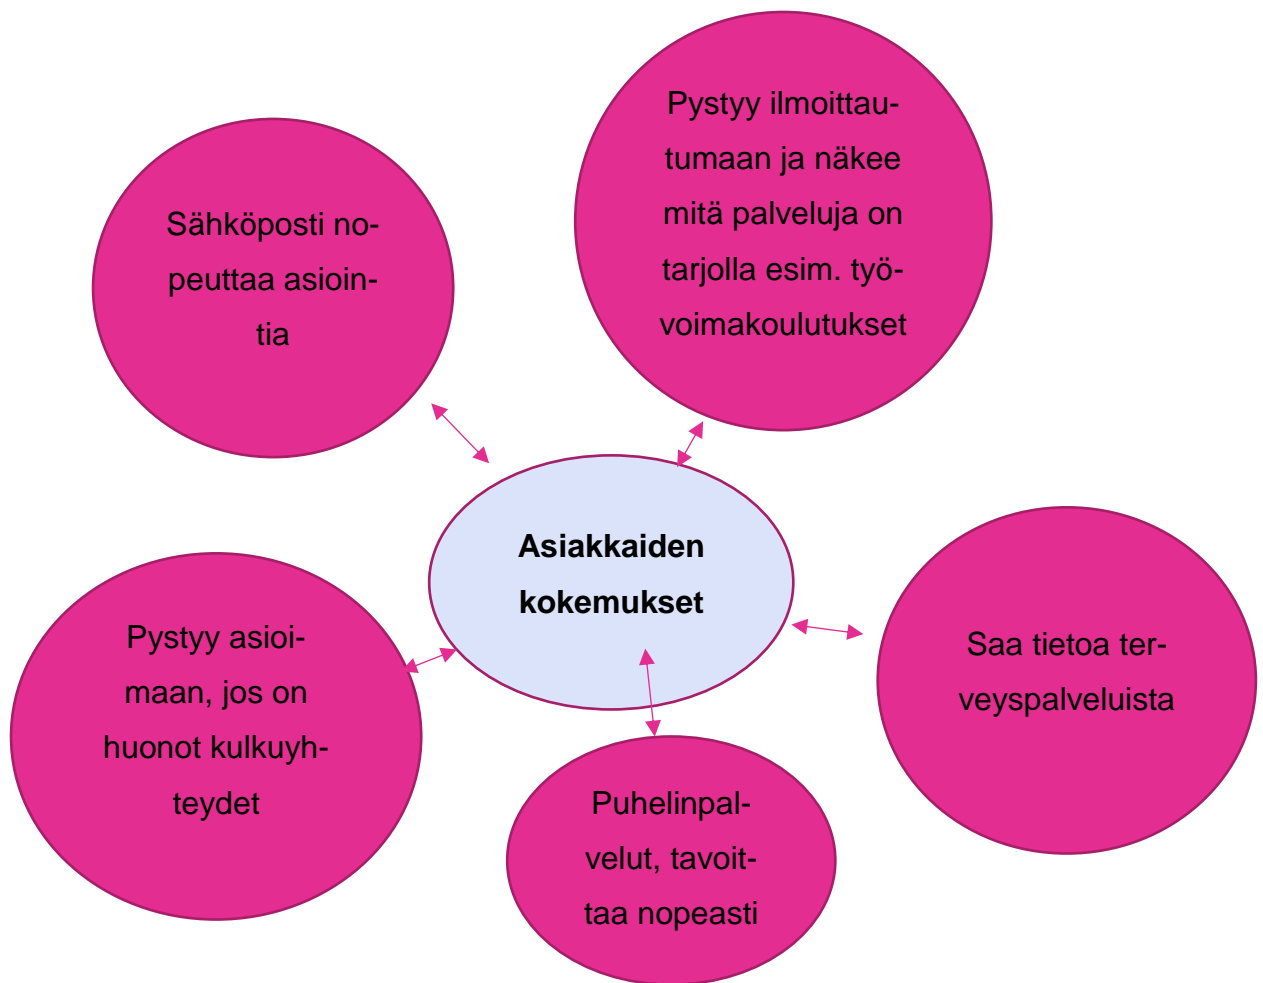 Sähköposti no-
peuttaa asioin-
tia
Pystyy ilmoittau-
tumaan ja näkee
mitä palveluja on
tarjolla esim. työ-
voimakoulutukset
Asiakkaiden
kokemukset
Pystyy asioi-
maan, jos on
huonot kulkuyh-
teydet
Saa tietoa ter-
veyspalveluista
Puhelinpal-
velut, tavoit-
taa nopeasti